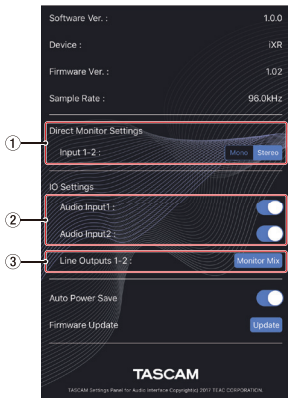 Software Ver. : 1.0.0
Device : iXR
Firmware Ver. : 1.02
Sample Rate : 96.0kHz
1 Direct Monitor Settings
Input 1-2 : Mono Stereo
IO Settings
2 Audio Input1 :
Audio Input2 :
3 Line Outputs 1-2 : Monitor Mix
Auto Power Save
Firmware Update Update
TASCAM
TASCAM Settings Panel for Audio Interface Copyright(c) 2017 TEAC CORPORATION.